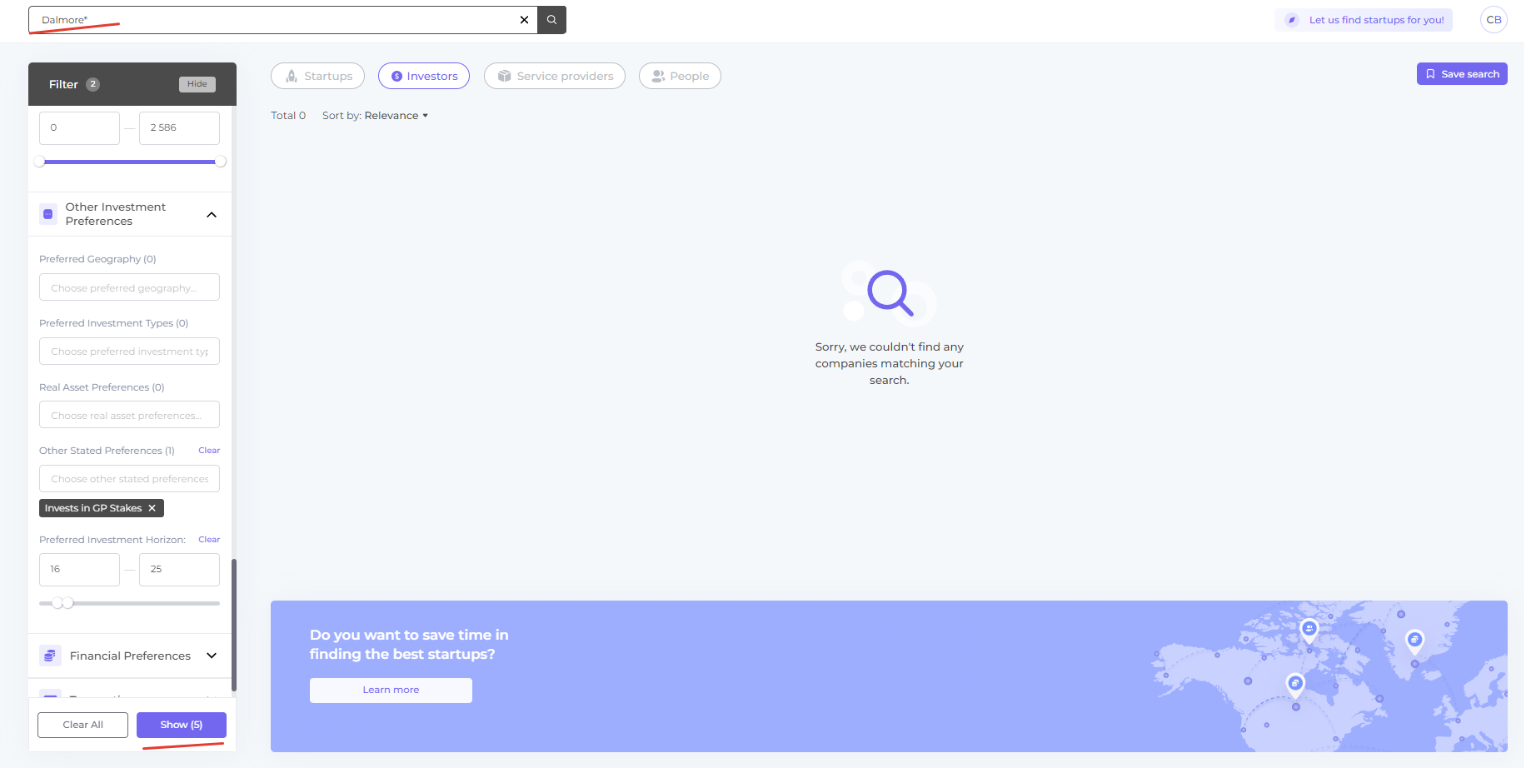 Dalmore*
Let us find startups for you!
CB
Filter 2
Hide
Startups
Investors
Service providers
People
Save search
Total 0 Sort by: Relevance
0 — 2 586
Other Investment
Preferences
Preferred Geography (0)
Choose preferred geography...
Preferred Investment Types (0)
Choose preferred investment typ
Real Asset Preferences (0)
Choose real asset preferences...
Other Stated Preferences (1) Clear
Choose other stated preferences
Invests in GP Stakes
Preferred Investment Horizon: Clear
16 — 25
Financial Preferences
Clear All
Show (5)
Sorry, we couldn't find any
companies matching your
search.
Do you want to save time in
finding the best startups?
Learn more